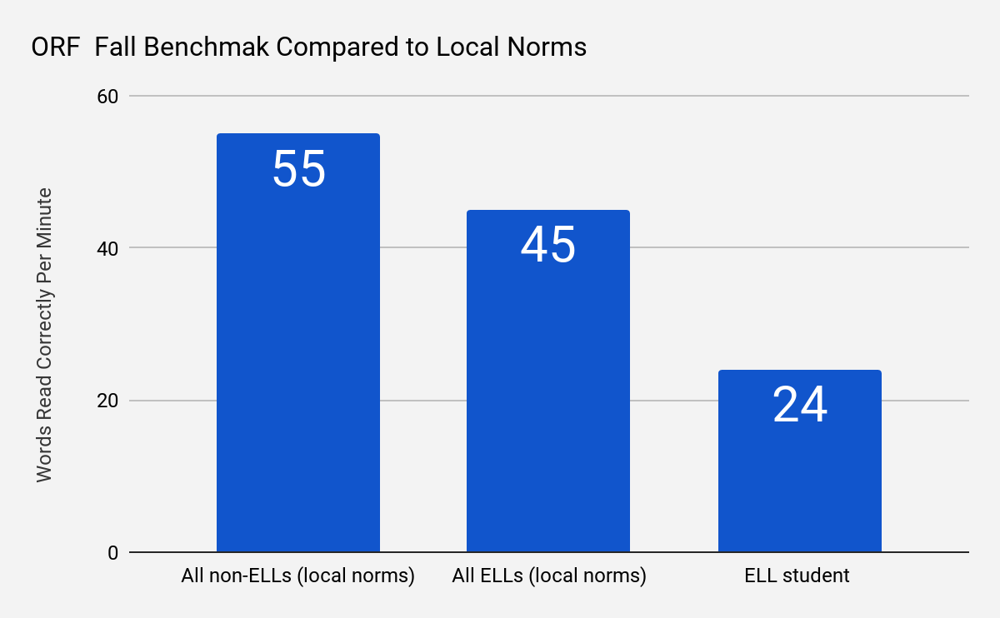 ORF  Fall Benchmak Compared to Local Norms
Words Read Correctly Per Minute
60
40
20
0
55
45
24
All non-ELLs (local norms)
All ELLs (local norms)
ELL student